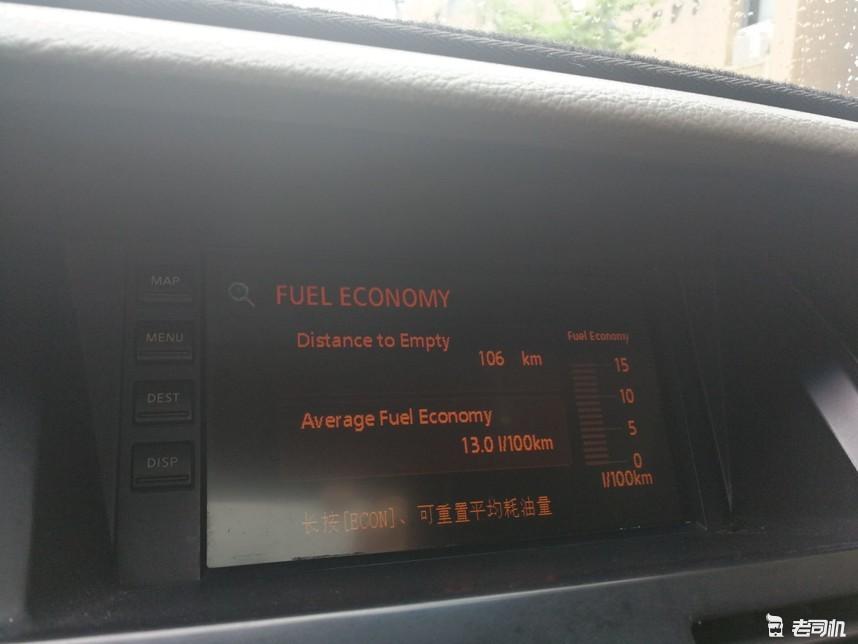 MAP
MENU
DEST
DISP
FUEL ECONOMY
Distance to Empty
106 km
Average Fuel Economy
13.0 l/100km
长按[ECON]、可重置平均耗油量
Fuel Economy
15
10
5
0
l/100km
老司机